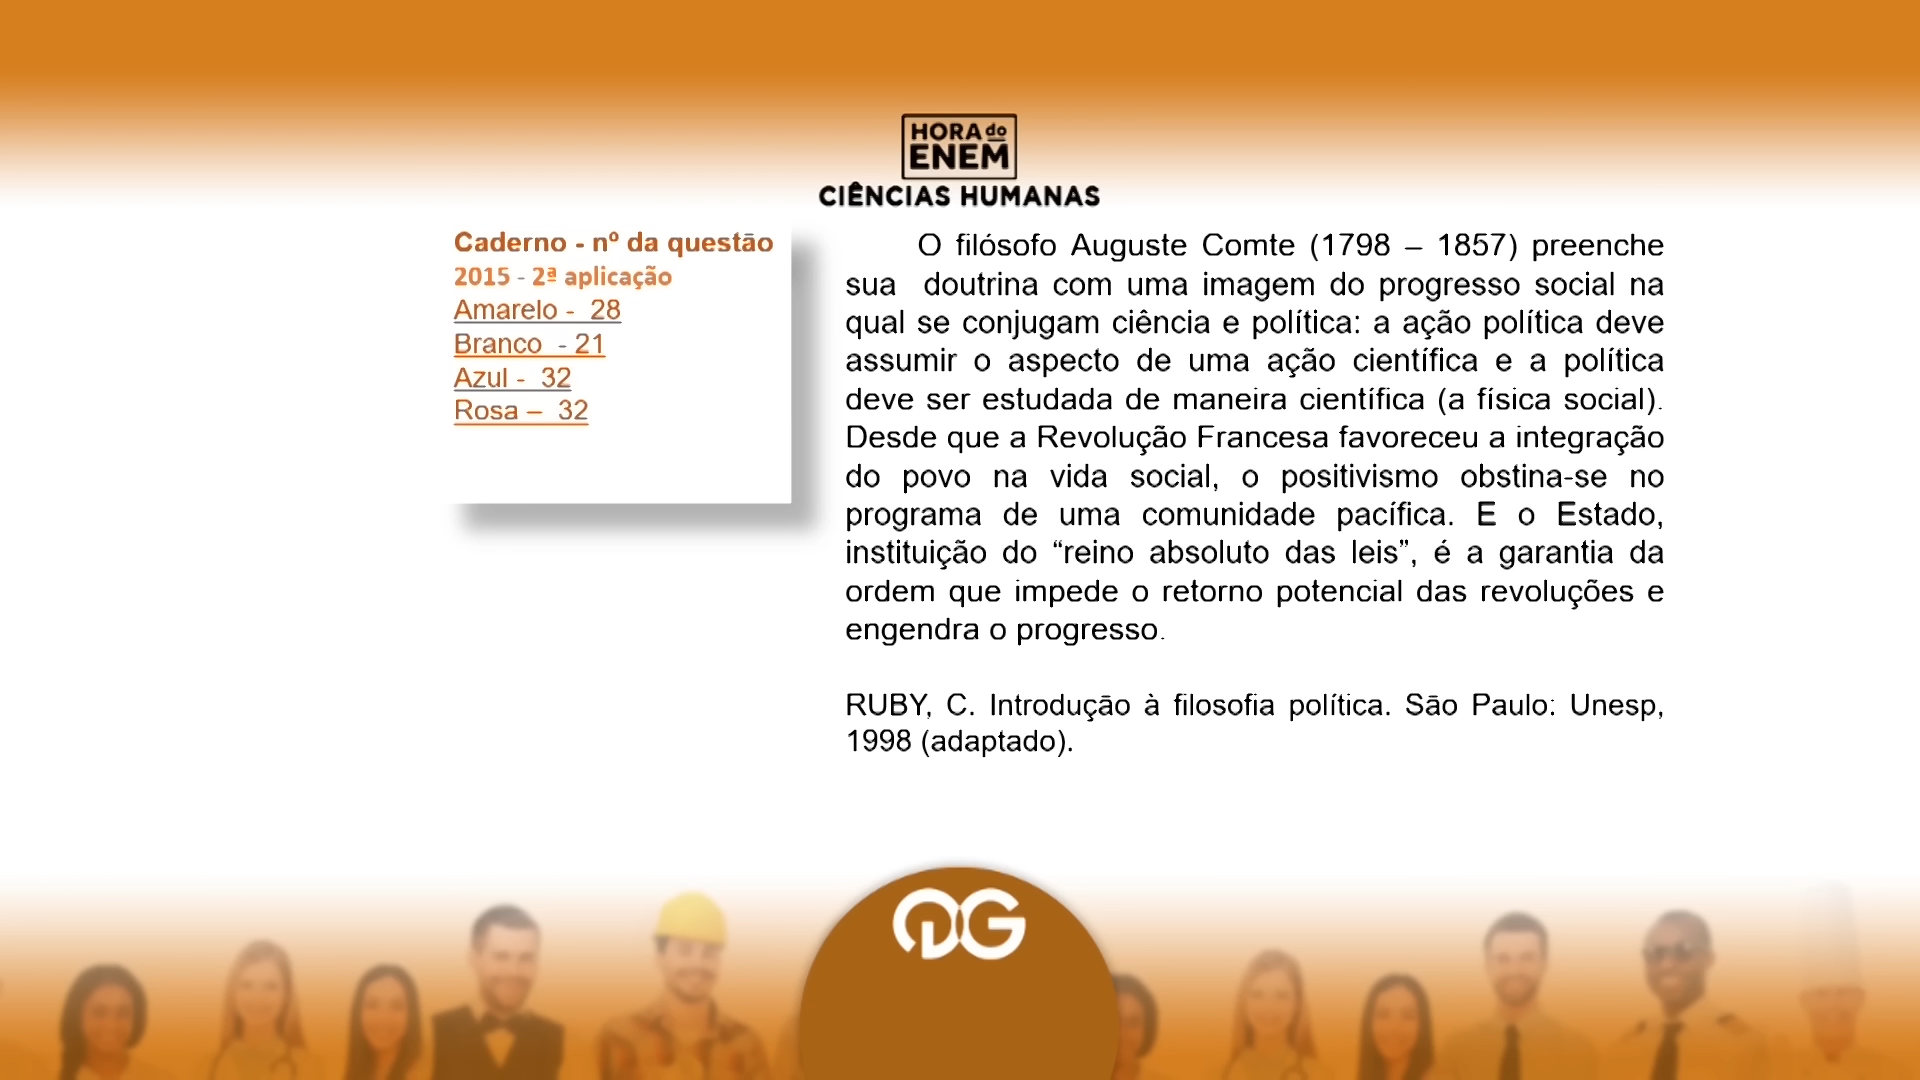 HORA do
ENEM
CIÊNCIAS HUMANAS
Caderno - nº da questão
2015 - 2ª aplicação
Amarelo -  28
Branco  - 21
Azul -  32
Rosa –  32
O filósofo Auguste Comte (1798 – 1857) preenche
sua  doutrina com uma imagem do progresso social na
qual se conjugam ciência e política: a ação política deve
assumir o aspecto de uma ação científica e a política
deve ser estudada de maneira científica (a física social).
Desde que a Revolução Francesa favoreceu a integração
do povo na vida social, o positivismo obstina-se no
programa de uma comunidade pacífica. E o Estado,
instituição do “reino absoluto das leis”, é a garantia da
ordem que impede o retorno potencial das revoluções e
engendra o progresso.
RUBY, C. Introdução à filosofia política. São Paulo: Unesp,
1998 (adaptado).
DG